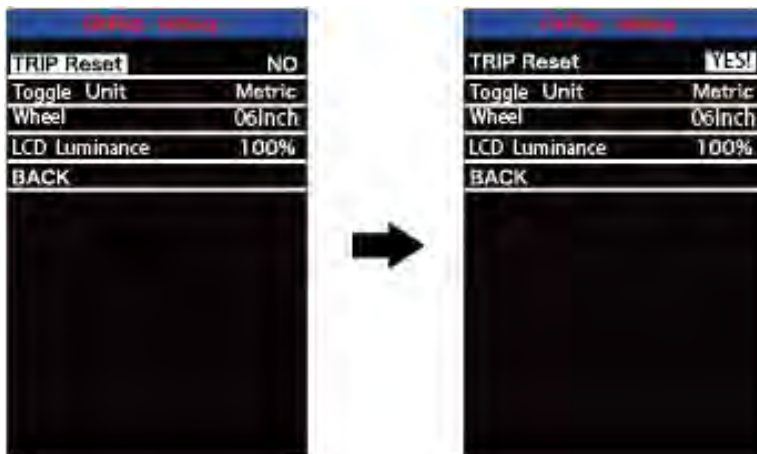 TRIP Reset NO
Toggle Unit Metric
Wheel 06Inch
LCD Luminance 100%
BACK
TRIP Reset YES!
Toggle Unit Metric
Wheel 06Inch
LCD Luminance 100%
BACK